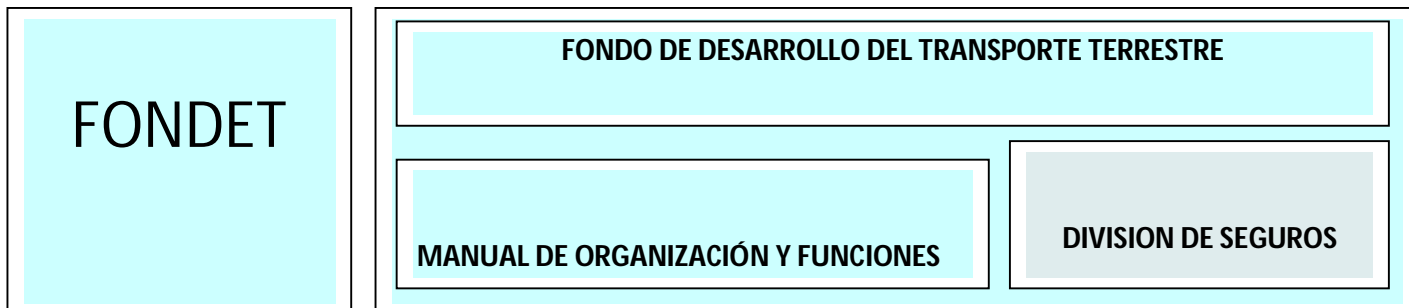 FONDET
FONDO DE DESARROLLO DEL TRANSPORTE TERRESTRE
MANUAL DE ORGANIZACIÓN Y FUNCIONES
DIVISION DE SEGUROS